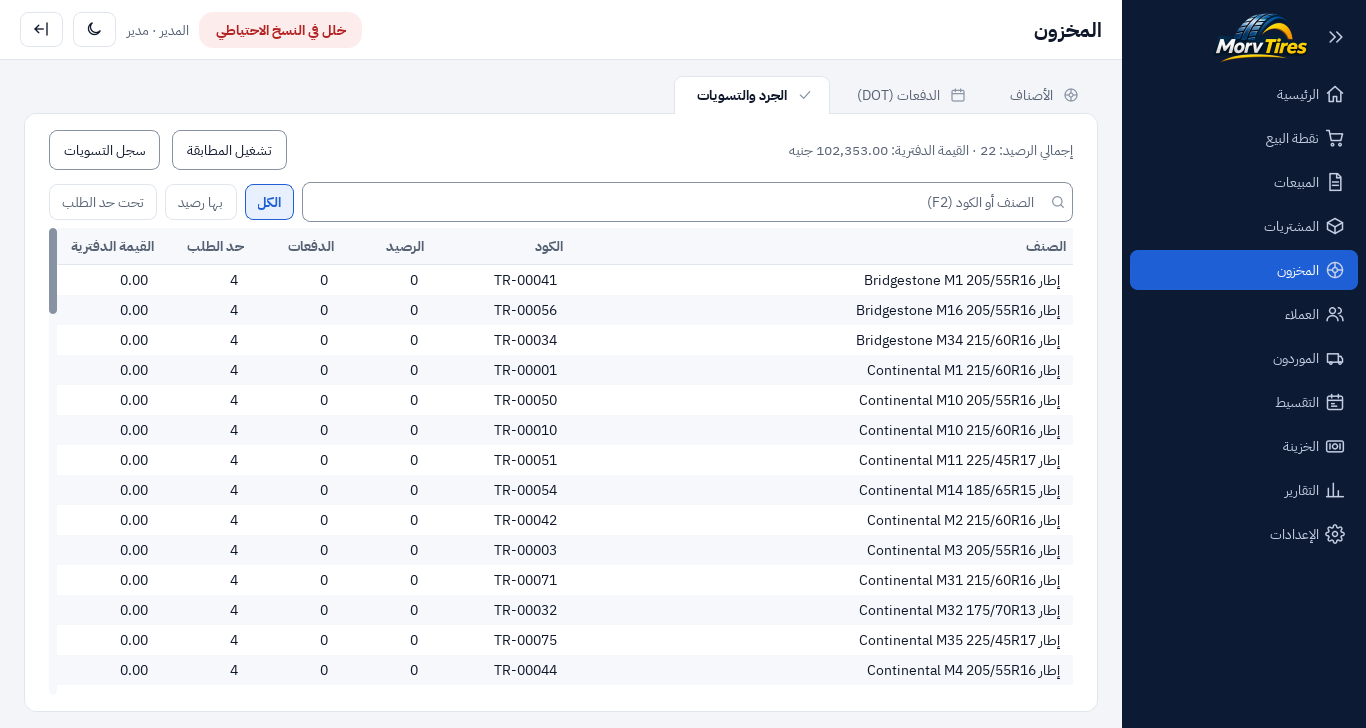 MorvTires
الرئيسية
نقطة البيع
المبيعات
المشتريات
المخزون
العملاء
الموردون
التقسيط
الخزينة
التقارير
الإعدادات
المخزون
خلل في النسخ الاحتياطي
المدير · مدير
الأصناف
الدفعات (DOT)
الجرد والتسويات
إجمالي الرصيد: 22 · القيمة الدفترية: 102,353.00 جنيه
تشغيل المطابقة
سجل التسويات
الصنف أو الكود (F2)
الكل
بها رصيد
تحت حد الطلب
الصنف الكود الرصيد الدفعات حد الطلب القيمة الدفترية
إطار Bridgestone M1 205/55R16 TR-00041 0 0 4 0.00
إطار Bridgestone M16 205/55R16 TR-00056 0 0 4 0.00
إطار Bridgestone M34 215/60R16 TR-00034 0 0 4 0.00
إطار Continental M1 215/60R16 TR-00001 0 0 4 0.00
إطار Continental M10 205/55R16 TR-00050 0 0 4 0.00
إطار Continental M10 215/60R16 TR-00010 0 0 4 0.00
إطار Continental M11 225/45R17 TR-00051 0 0 4 0.00
إطار Continental M14 185/65R15 TR-00054 0 0 4 0.00
إطار Continental M2 215/60R16 TR-00042 0 0 4 0.00
إطار Continental M3 205/55R16 TR-00003 0 0 4 0.00
إطار Continental M31 215/60R16 TR-00071 0 0 4 0.00
إطار Continental M32 175/70R13 TR-00032 0 0 4 0.00
إطار Continental M35 225/45R17 TR-00075 0 0 4 0.00
إطار Continental M4 205/55R16 TR-00044 0 0 4 0.00